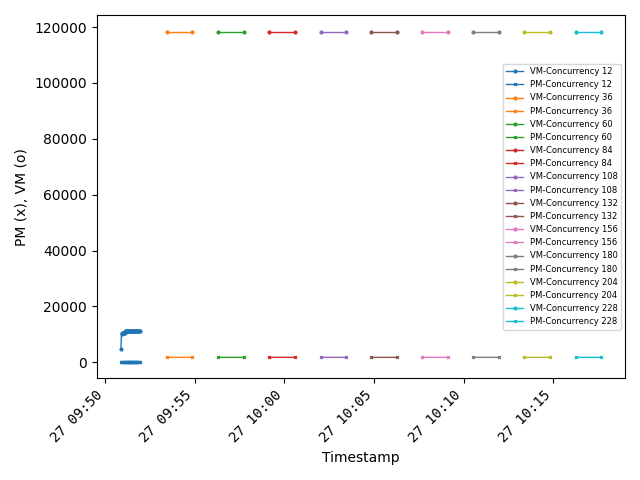 120000
100000
80000
60000
40000
20000
0
PM (x), VM (o)
VM-Concurrency 12
PM-Concurrency 12
VM-Concurrency 36
PM-Concurrency 36
VM-Concurrency 60
PM-Concurrency 60
VM-Concurrency 84
PM-Concurrency 84
VM-Concurrency 108
PM-Concurrency 108
VM-Concurrency 132
PM-Concurrency 132
VM-Concurrency 156
PM-Concurrency 156
VM-Concurrency 180
PM-Concurrency 180
VM-Concurrency 204
PM-Concurrency 204
VM-Concurrency 228
PM-Concurrency 228
27 09:50
27 09:55
27 10:00
27 10:05
27 10:10
27 10:15
Timestamp